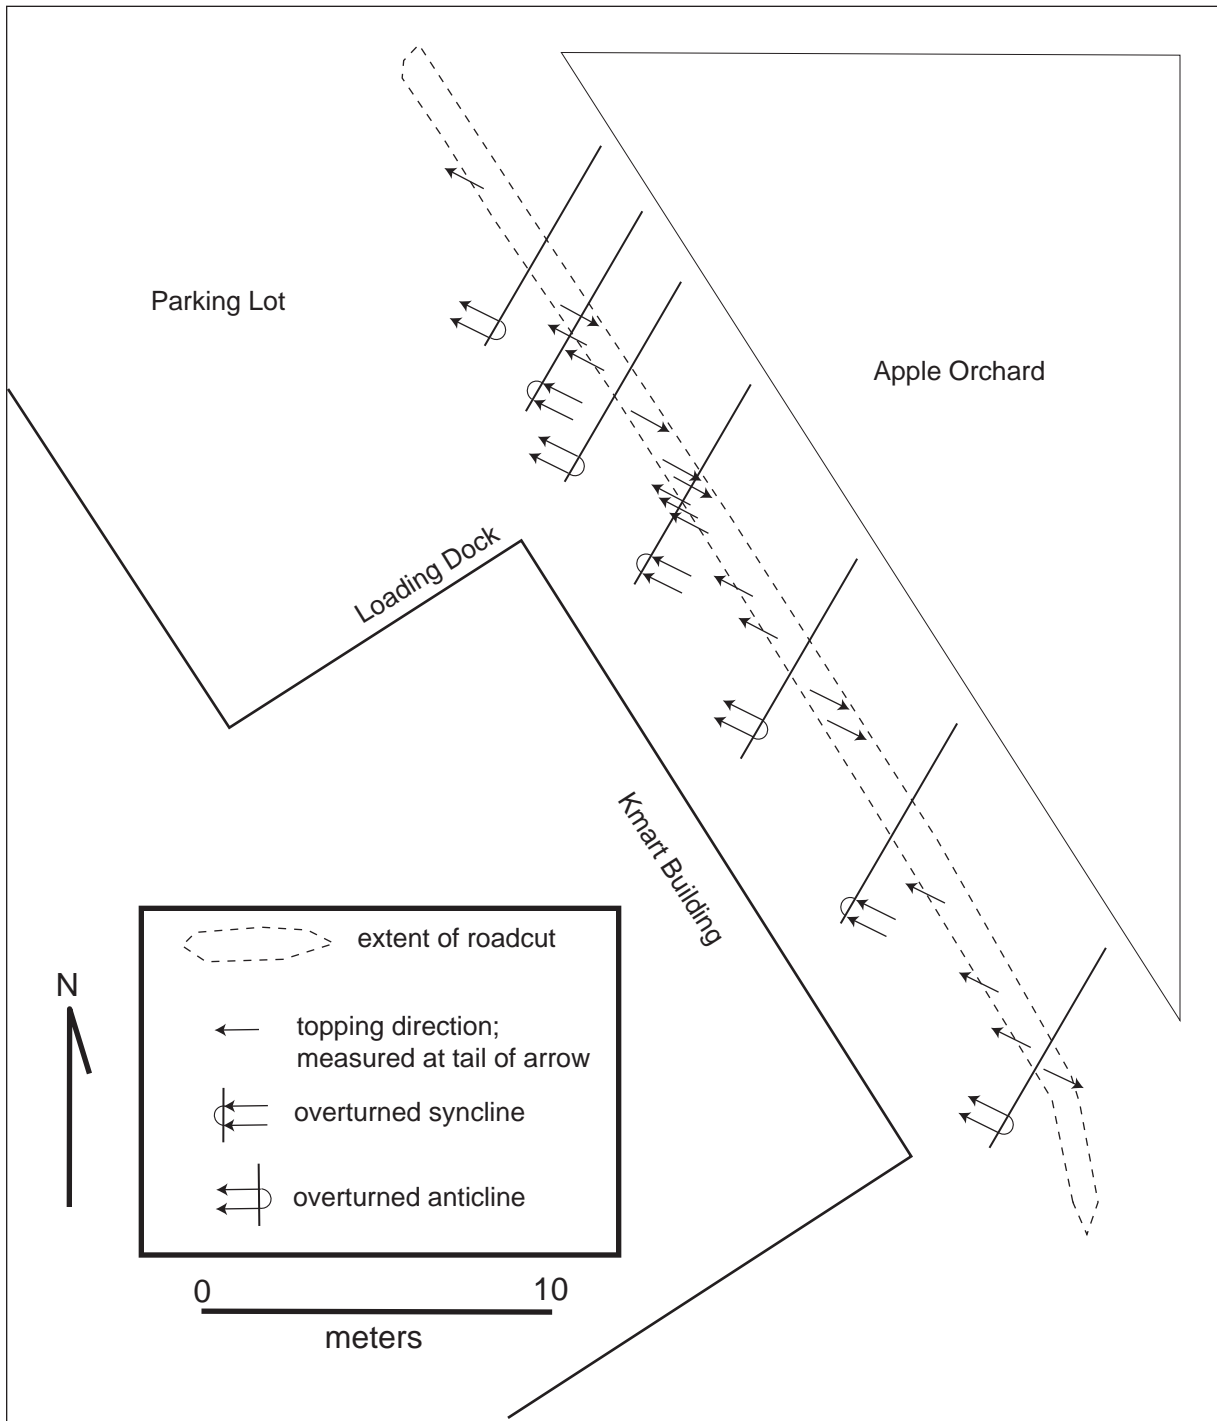 Parking Lot
Apple Orchard
Loading Dock
Kmart Building
N
extent of roadcut
topping direction;
measured at tail of arrow
overturned syncline
overturned anticline
0 10
meters